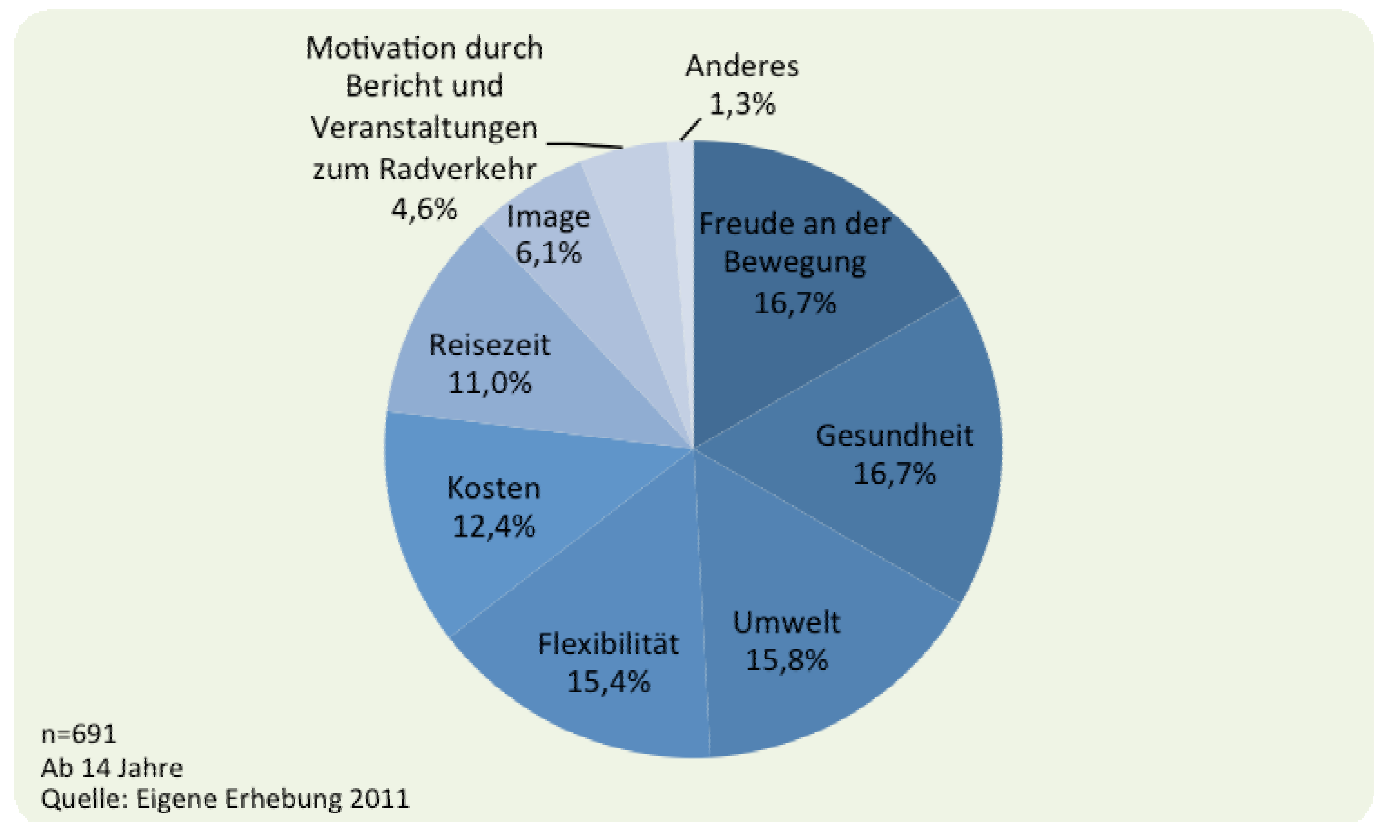 Motivation durch
Bericht und
Veranstaltungen
zum Radverkehr
4,6%
Anderes
1,3%
Image
6,1%
Freude an der
Bewegung
16,7%
Reisezeit
11,0%
Gesundheit
16,7%
Kosten
12,4%
Umwelt
15,8%
Flexibilität
15,4%
n=691
Ab 14 Jahre
Quelle: Eigene Erhebung 2011